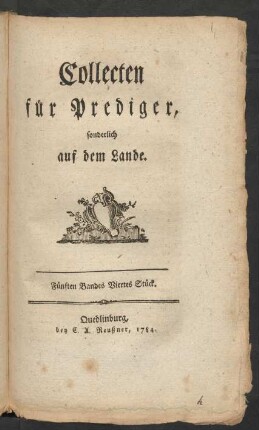 Collecten
für Prediger,
sonderlich
auf dem Lande.
Fünften Bandes Viertes Stück.
Quedlinburg,
bey C. A. Reußner, 1784.